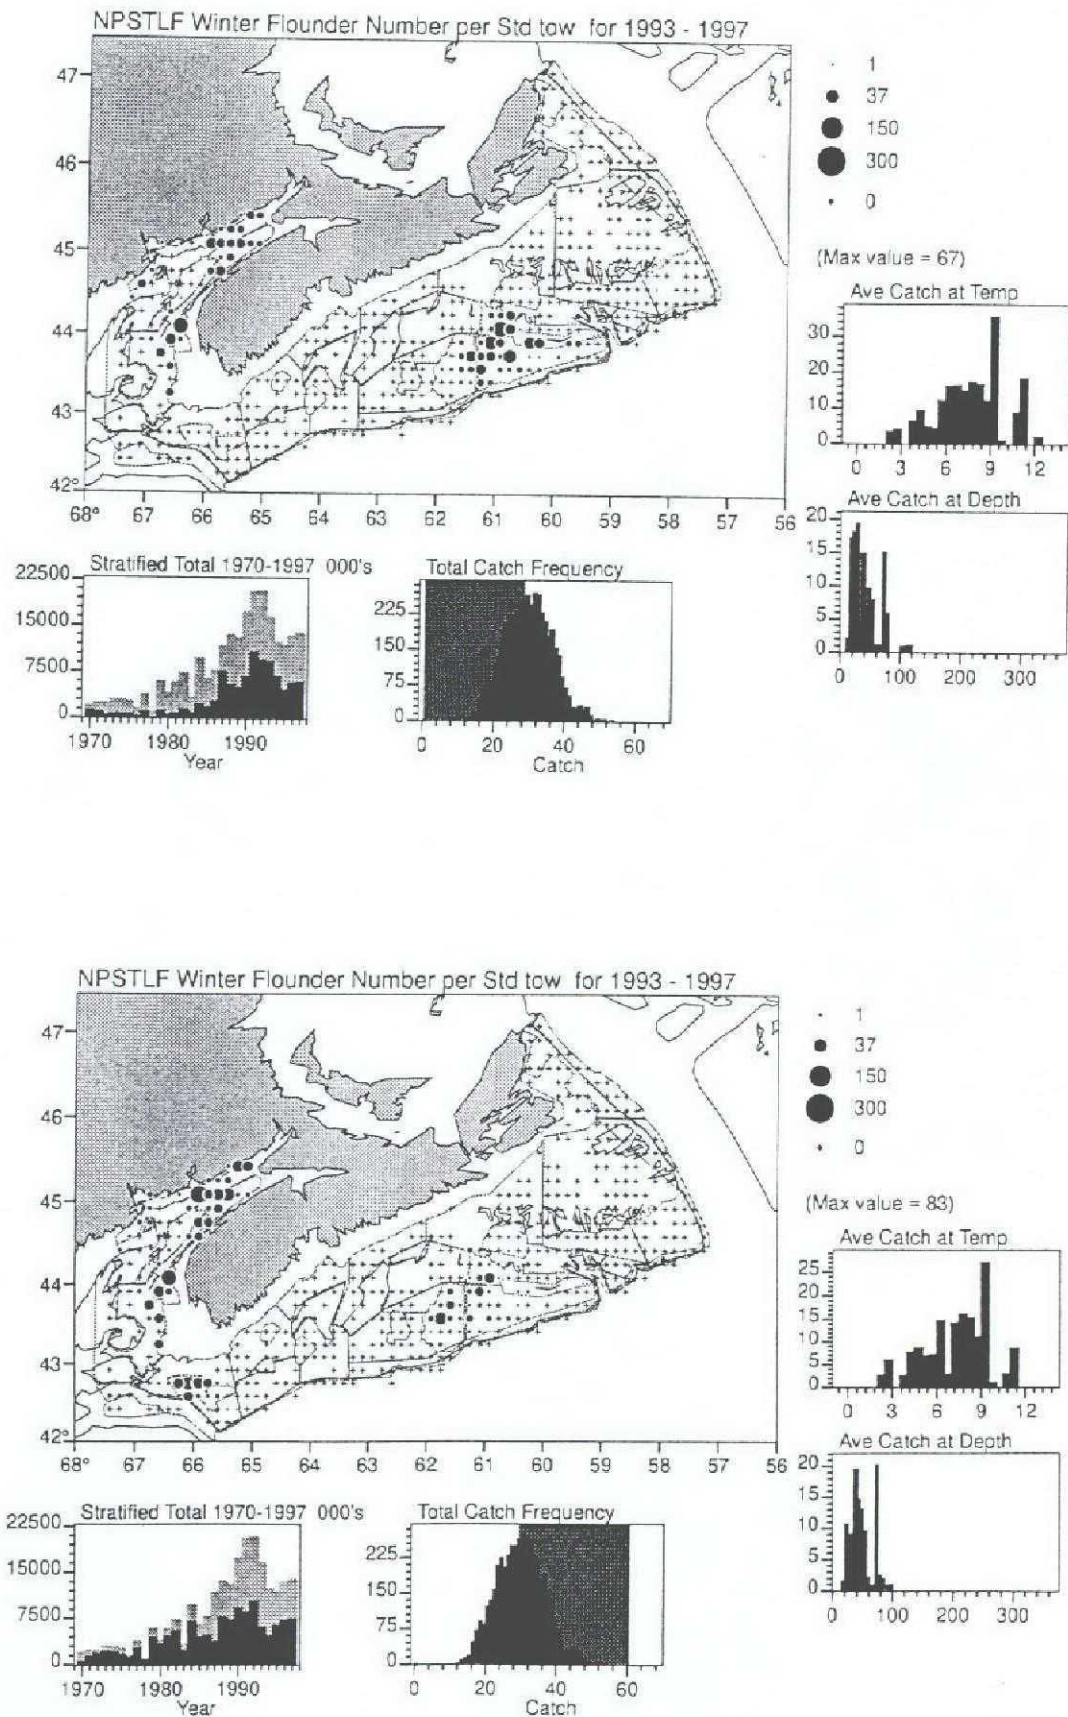 NPSTLF Winter Flounder Number per Std tow for 1993 - 1997
47
46
45
44
43
42°
68° 67 66 65 64 63 62 61 60 59 58 57 56
1
37
150
300
0
(Max value = 67)
Ave Catch at Temp
30
20
10
0
0 3 6 9 12
Ave Catch at Depth
20
15
10
5
0
0 100 200 300
Stratified Total 1970-1997 000's
22500
15000
7500
0
1970 1980 1990
Year
Total Catch Frequency
225
150
75
0
0 20 40 60
Catch
NPSTLF Winter Flounder Number per Std tow for 1993 - 1997
47
46
45
44
43
42°
68° 67 66 65 64 63 62 61 60 59 58 57 56
1
37
150
300
0
(Max value = 83)
Ave Catch at Temp
25
20
15
10
5
0
0 3 6 9 12
Ave Catch at Depth
20
15
10
5
0
0 100 200 300
Stratified Total 1970-1997 000's
22500
15000
7500
0
1970 1980 1990
Year
Total Catch Frequency
225
150
75
0
0 20 40 60
Catch